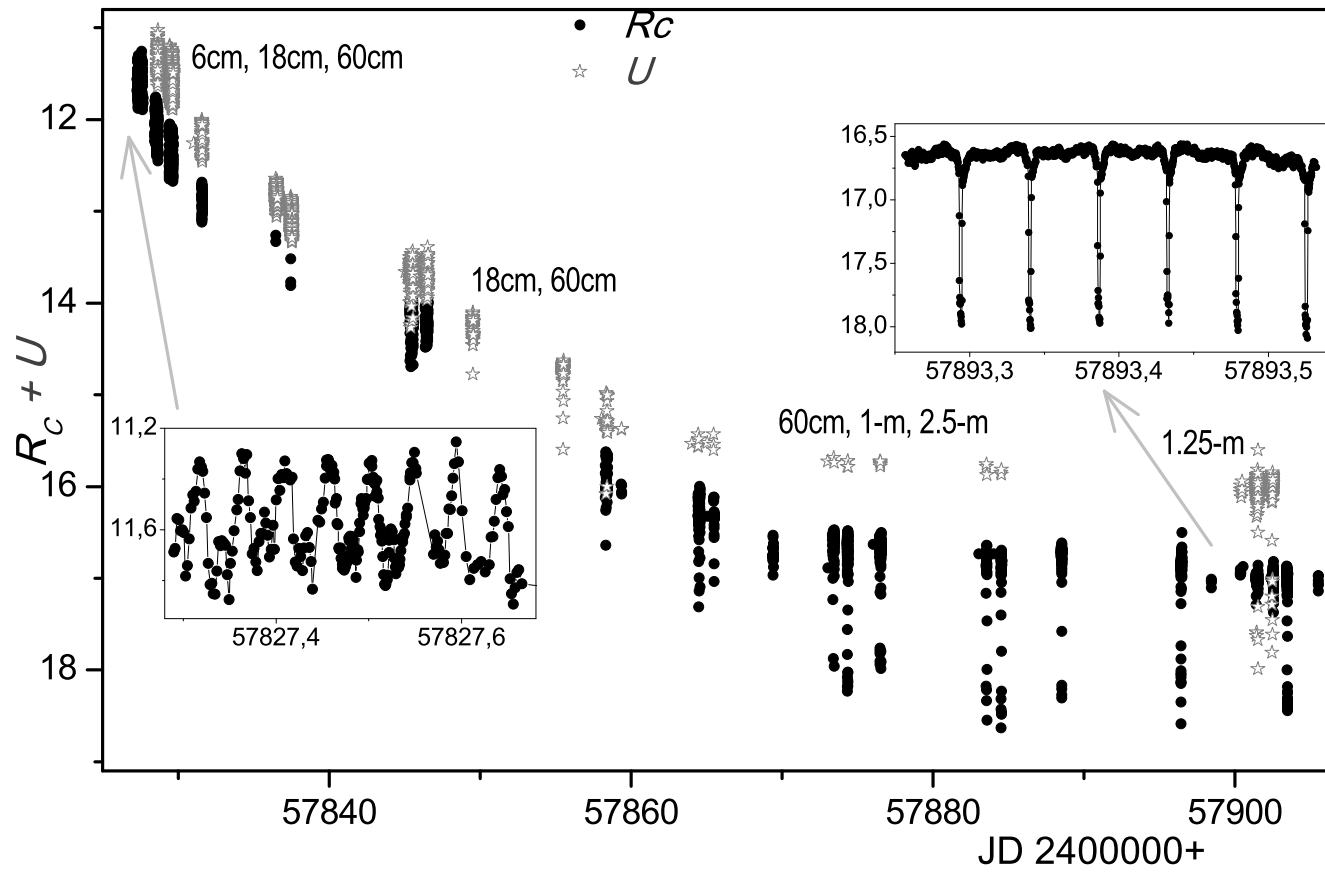 Rc
U
6cm, 18cm, 60cm
12
16,5
17,0
17,5
18,0
57893,3 57893,4 57893,5
18cm, 60cm
14
R_C + U
60cm, 1-m, 2.5-m
1.25-m
11,2
11,6
57827,4 57827,6
16
18
57840 57860 57880 57900
JD 2400000+